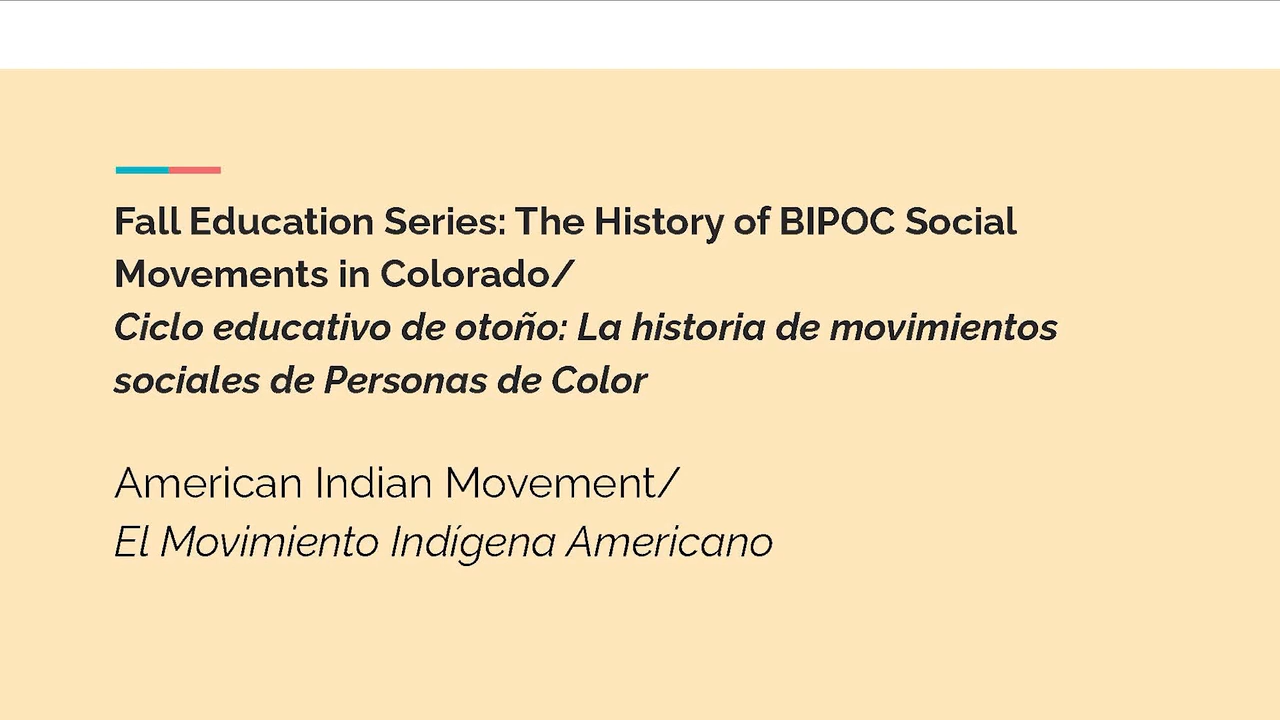 Fall Education Series: The History of BIPOC Social
Movements in Colorado/
Ciclo educativo de otoño: La historia de movimientos
sociales de Personas de Color
American Indian Movement/
El Movimiento Indígena Americano